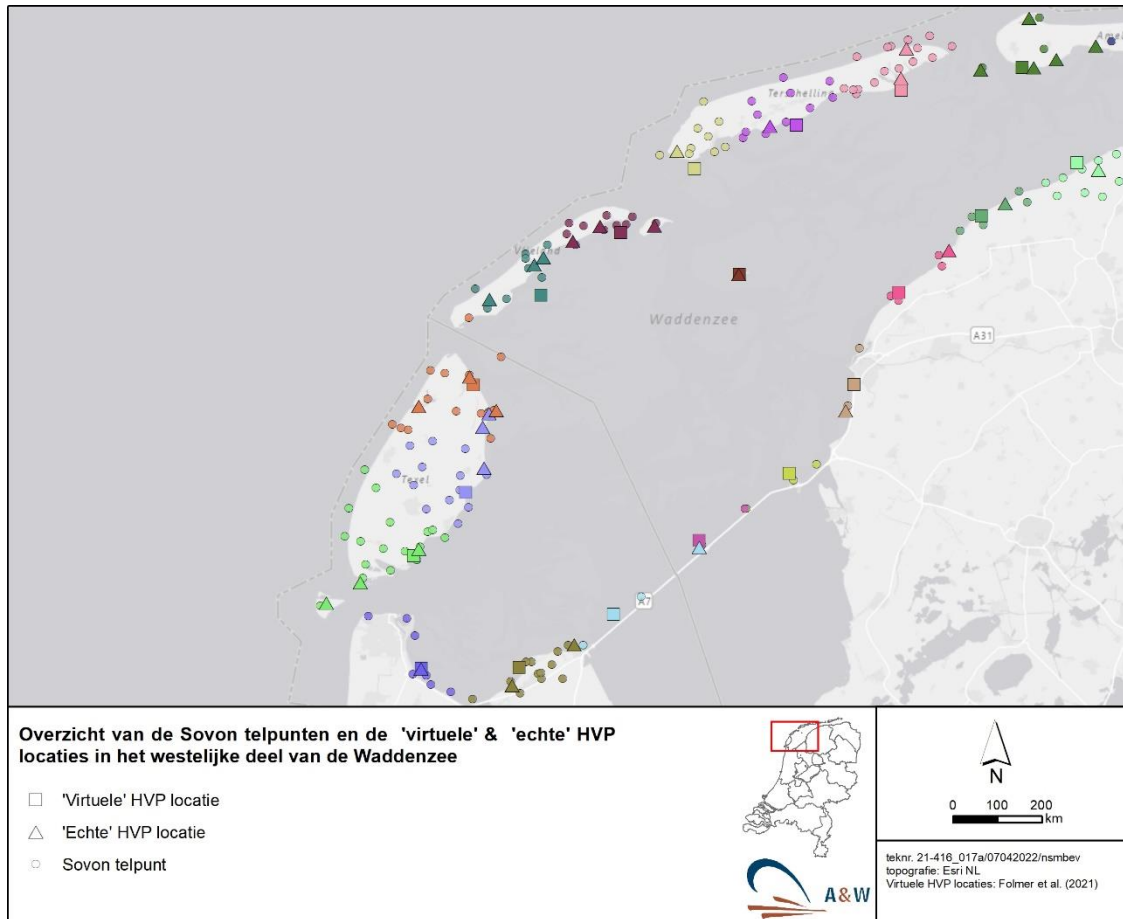 Amel
Terschelling
Vlieland
Waddenzee
A31
Texel
A7
Overzicht van de Sovon telpunten en de 'virtuele' & 'echte' HVP
locaties in het westelijke deel van de Waddenzee
'Virtuele' HVP locatie
'Echte' HVP locatie
Sovon telpunt
A&W
N
0 100 200
km
teknr. 21-416_017a/07042022/nsmbev
topografie: Esri NL
Virtuele HVP locaties: Folmer et al. (2021)